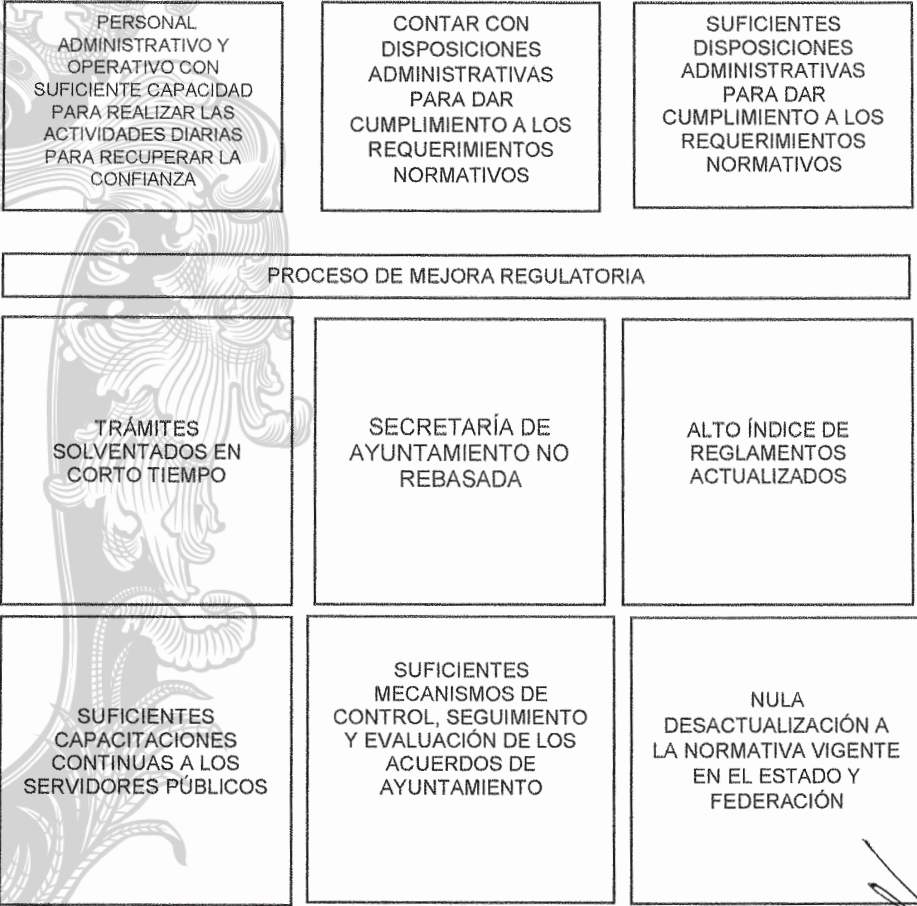 PERSONAL
ADMINISTRATIVO Y
OPERATIVO CON
SUFICIENTE CAPACIDAD
PARA REALIZAR LAS
ACTIVIDADES DIARIAS
PARA RECUPERAR LA
CONFIANZA
CONTAR CON
DISPOSICIONES
ADMINISTRATIVAS
PARA DAR
CUMPLIMIENTO A LOS
REQUERIMIENTOS
NORMATIVOS
SUFICIENTES
DISPOSICIONES
ADMINISTRATIVAS
PARA DAR
CUMPLIMIENTO A LOS
REQUERIMIENTOS
NORMATIVOS
PROCESO DE MEJORA REGULATORIA
TRÁMITES
SOLVENTADOS EN
CORTO TIEMPO
SECRETARÍA DE
AYUNTAMIENTO NO
REBASADA
ALTO ÍNDICE DE
REGLAMENTOS
ACTUALIZADOS
SUFICIENTES
CAPACITACIONES
CONTINUAS A LOS
SERVIDORES PÚBLICOS
SUFICIENTES
MECANISMOS DE
CONTROL, SEGUIMIENTO
Y EVALUACIÓN DE LOS
ACUERDOS DE
AYUNTAMIENTO
NULA
DESACTUALIZACIÓN A
LA NORMATIVA VIGENTE
EN EL ESTADO Y
FEDERACIÓN